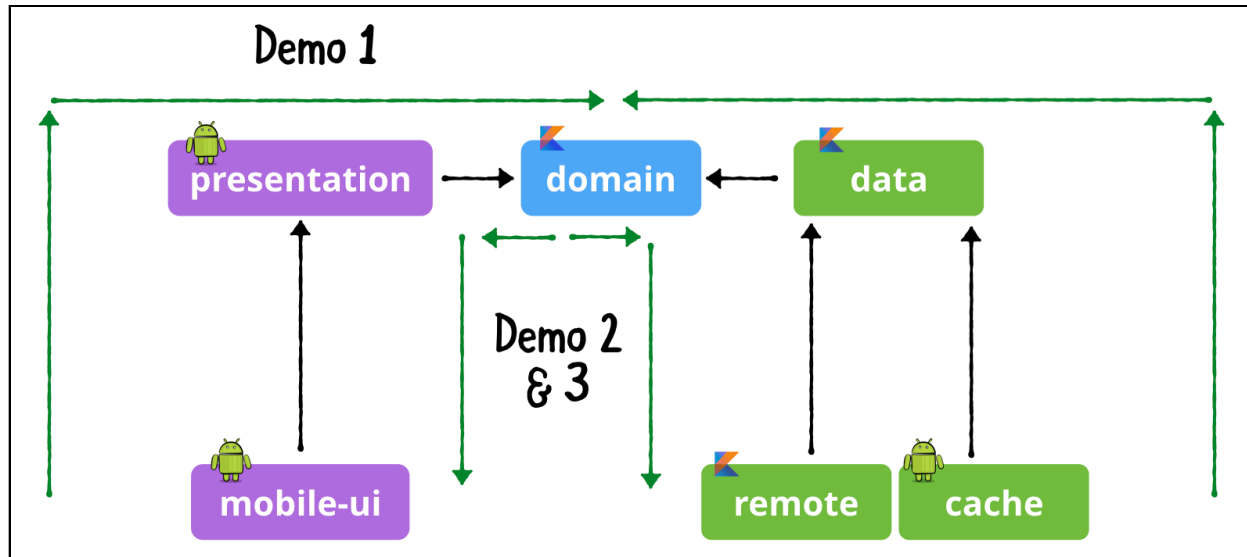 Demo 1
presentation
domain
data
Demo 2
& 3
mobile-ui
remote
cache